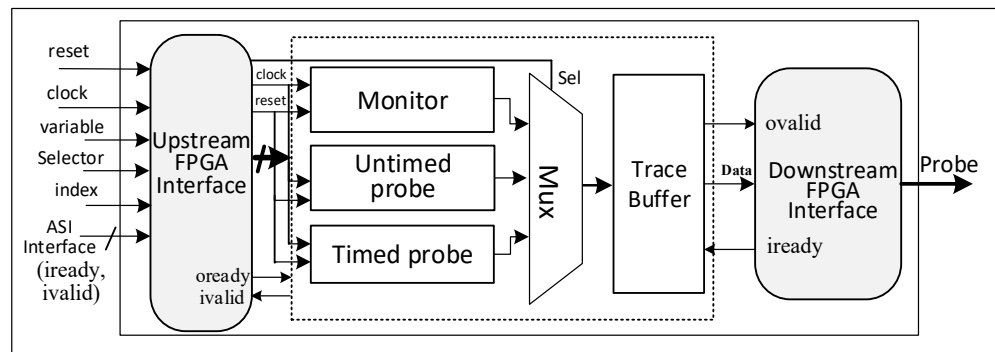 reset
clock
variable
Selector
index
ASI
Interface
(iready,
ivalid)
Upstream
FPGA
Interface
clock
reset
oready
ivalid
Monitor
Untimed
probe
Timed probe
Sel
Mux
Trace
Buffer
ovalid
Data
iready
Downstream
FPGA
Interface
Probe